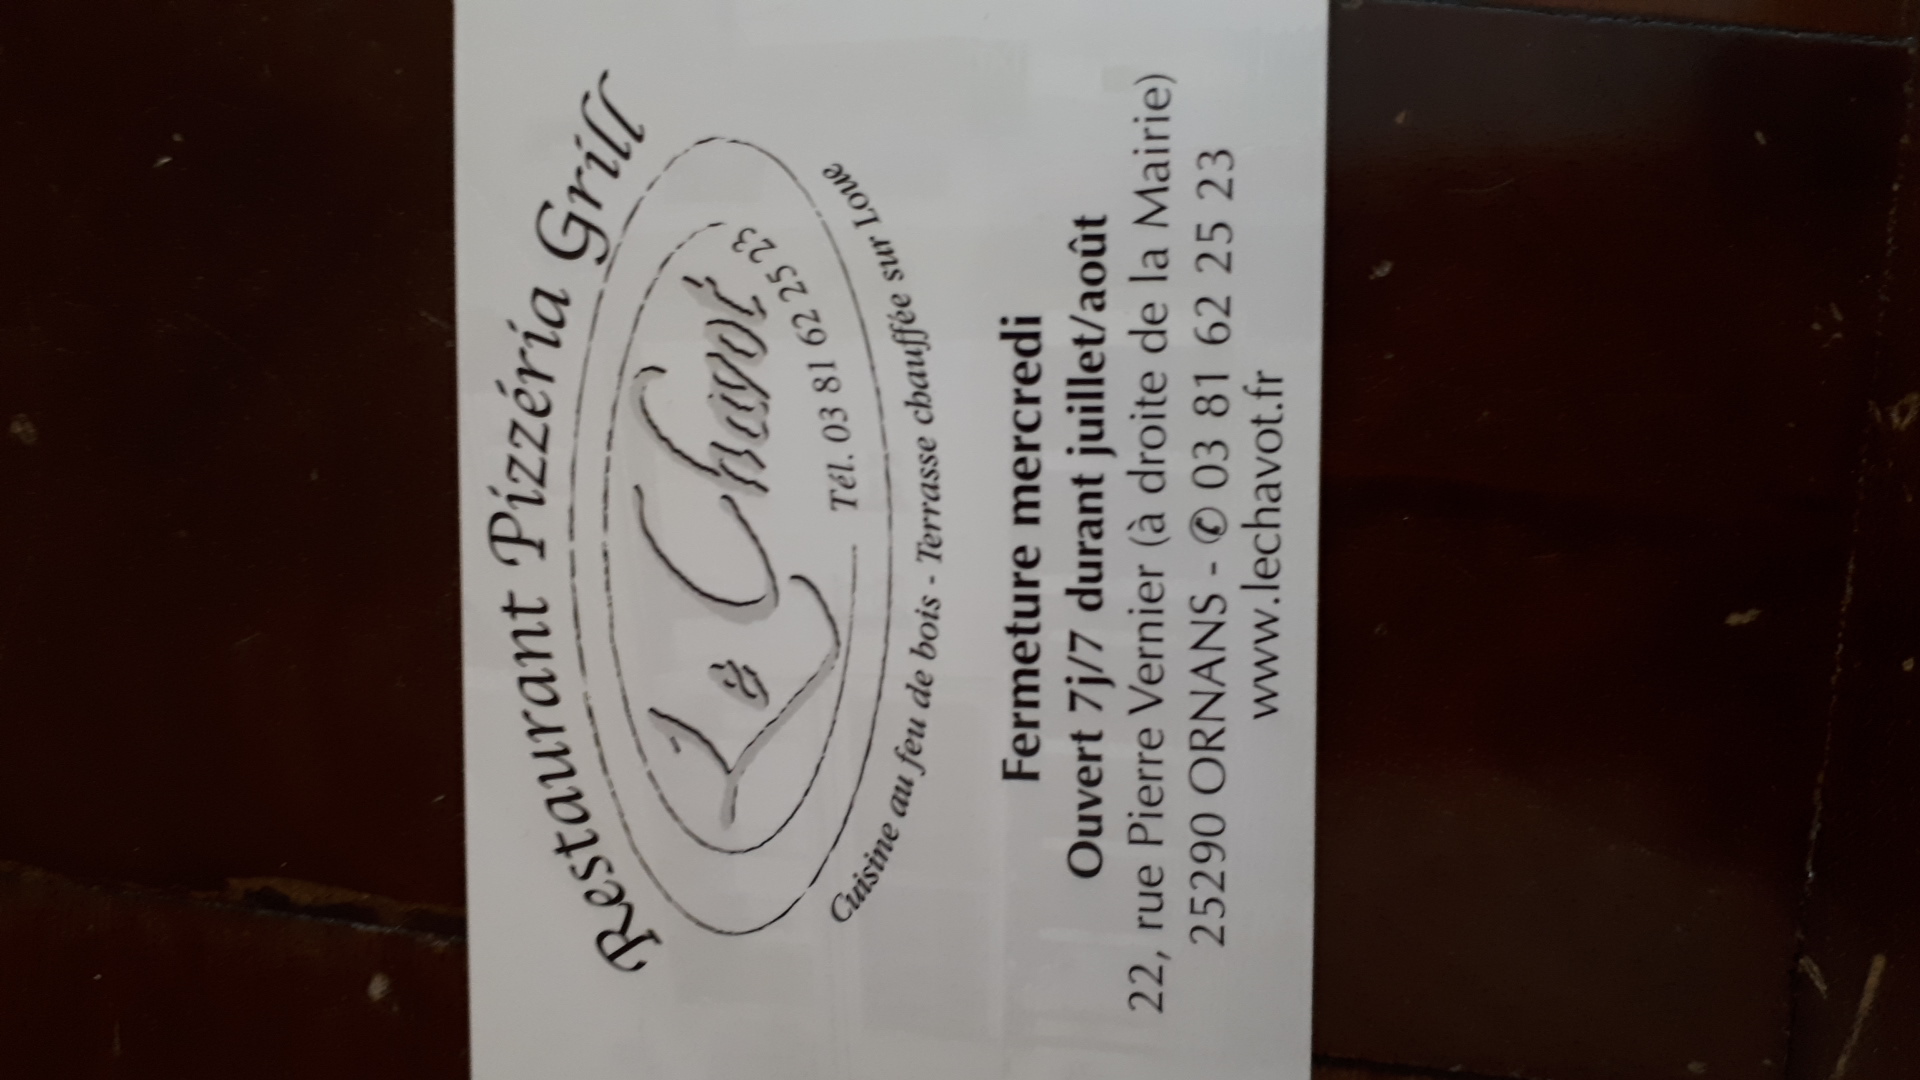 Restaurant Pizzéria Grill
Le Chavot
Tél. 03 81 62 25 23
Cuisine au feu de bois - Terrasse chauffée sur Loue
Fermeture mercredi
Ouvert 7j/7 durant juillet/août
22, rue Pierre Vernier (à droite de la Mairie)
25290 ORNANS - ✆ 03 81 62 25 23
www.lechavot.fr